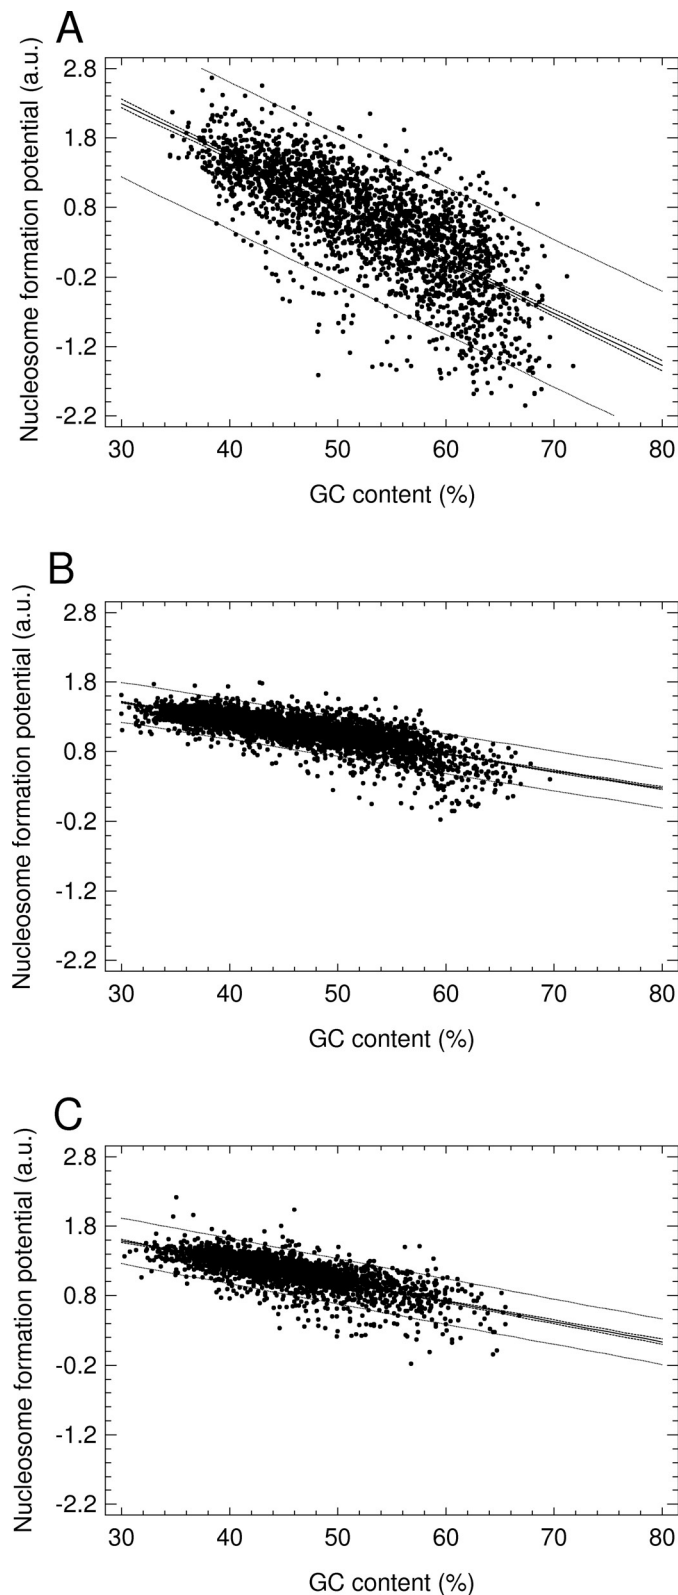 A
Nucleosome formation potential (a.u.)
2.8
1.8
0.8
-0.2
-1.2
-2.2
30 40 50 60 70 80
GC content (%)
B
Nucleosome formation potential (a.u.)
2.8
1.8
0.8
-0.2
-1.2
-2.2
30 40 50 60 70 80
GC content (%)
C
Nucleosome formation potential (a.u.)
2.8
1.8
0.8
-0.2
-1.2
-2.2
30 40 50 60 70 80
GC content (%)